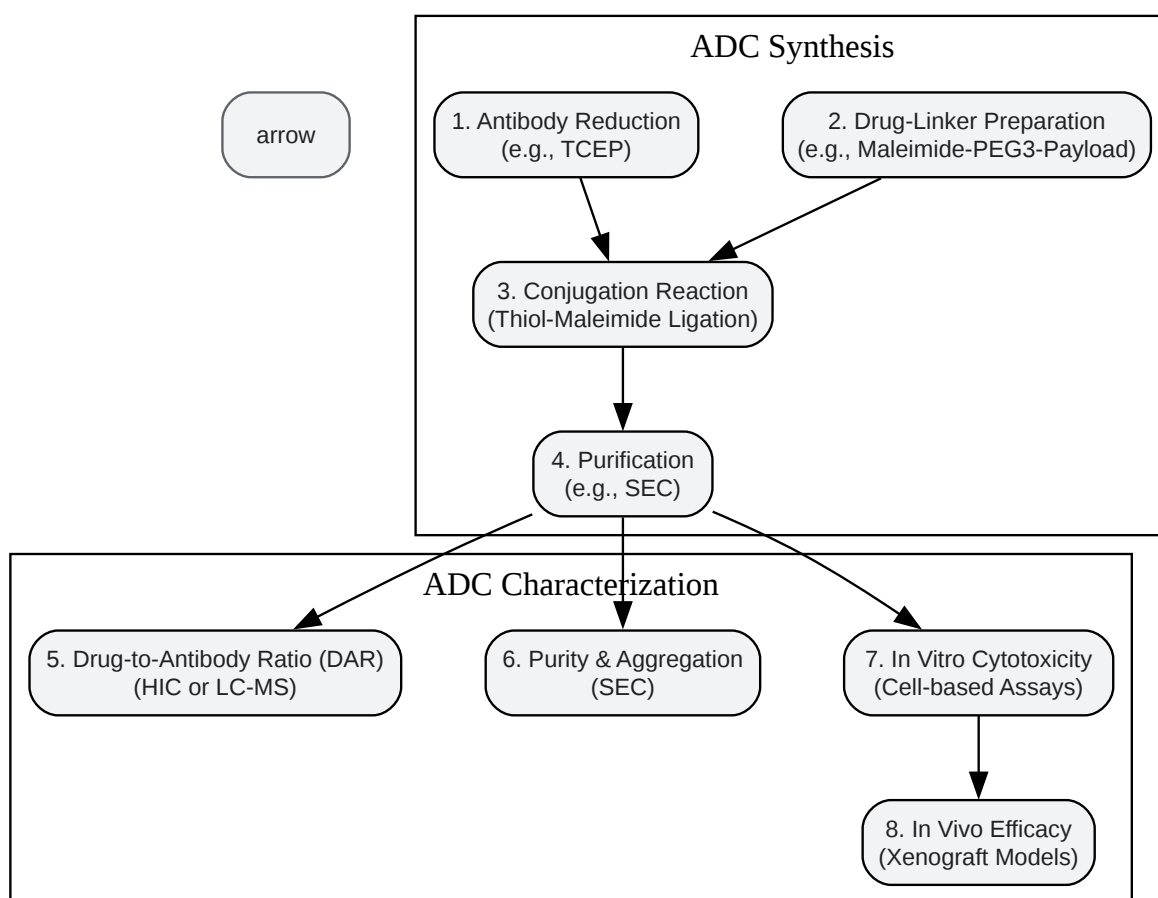 ADC Synthesis
arrow
1. Antibody Reduction
(e.g., TCEP)
2. Drug-Linker Preparation
(e.g., Maleimide-PEG3-Payload)
3. Conjugation Reaction
(Thiol-Maleimide Ligation)
4. Purification
(e.g., SEC)
ADC Characterization
5. Drug-to-Antibody Ratio (DAR)
(HIC or LC-MS)
6. Purity & Aggregation
(SEC)
7. In Vitro Cytotoxicity
(Cell-based Assays)
8. In Vivo Efficacy
(Xenograft Models)